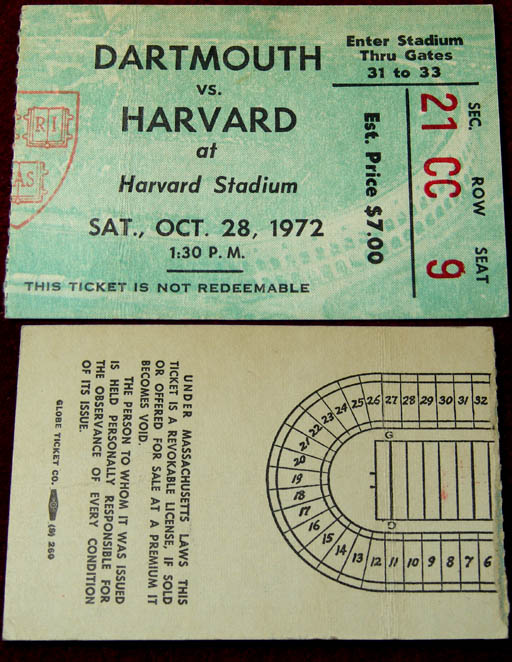 DARTMOUTH
vs.
HARVARD
at
Harvard Stadium
SAT., OCT. 28, 1972
1:30 P. M.
THIS TICKET IS NOT REDEEMABLE
RI
AS
Enter Stadium
Thru Gates
31 to 33
Est. Price $7.00
SEC. ROW SEAT
21 CC 9
UNDER MASSACHUSETTS LAWS THIS
TICKET IS A REVOKABLE LICENSE, IF SOLD
OR OFFERED FOR SALE AT A PREMIUM IT
BECOMES VOID.
THE PERSON TO WHOM IT WAS ISSUED
IS HELD PERSONALLY RESPONSIBLE FOR
THE OBSERVANCE OF EVERY CONDITION
OF ITS ISSUE.
GLOBE TICKET CO. (9) 260
32
31
30
29
28
27
26
25
24
23
22
21
20
19
18
17
16
15
14
13
12
11
10
9
8
7
6
G
G